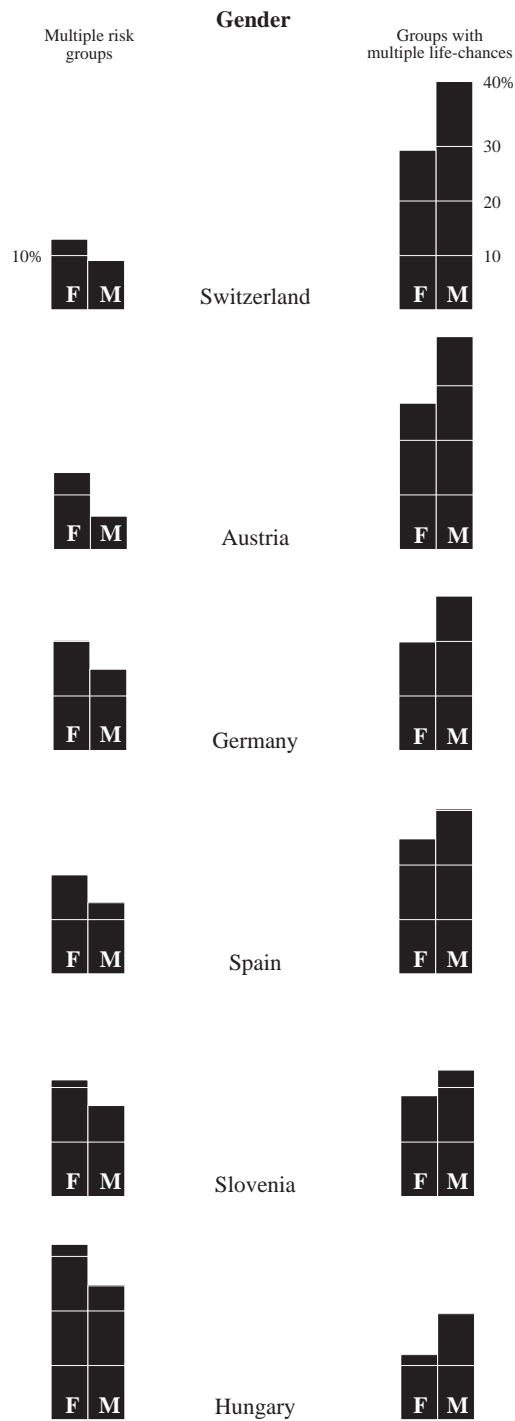 Gender
Multiple risk
groups
Groups with
multiple life-chances
40%
30
20
10%
10
F M
F M
Switzerland
F M
F M
Austria
F M
F M
Germany
F M
F M
Spain
F M
F M
Slovenia
F M
F M
Hungary